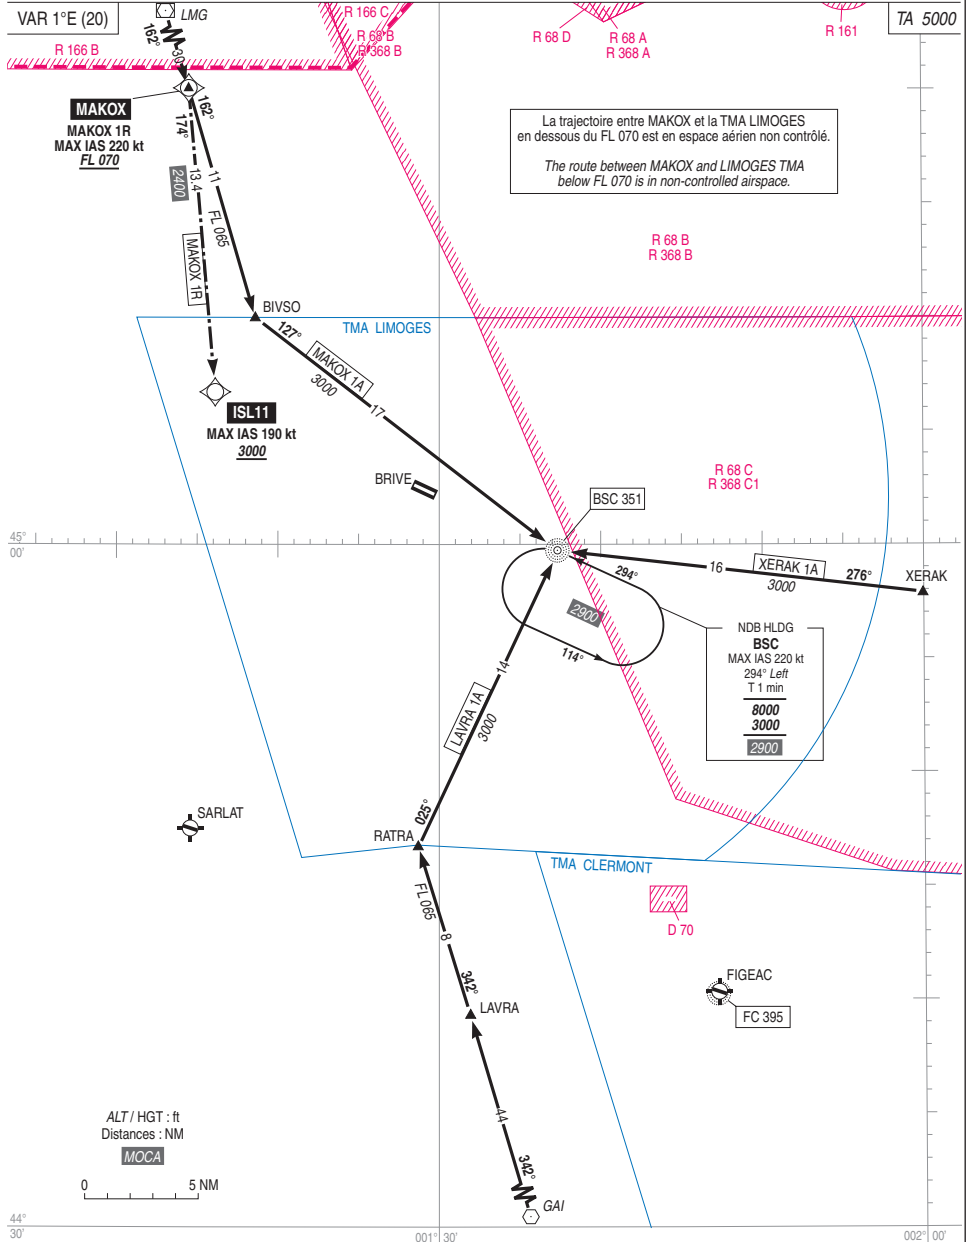 VAR 1°E (20)
LMG
R 166 C
R 68 B
R 368 B
R 68 D
R 68 A
R 368 A
R 161
TA 5000
R 166 B
162°
30
MAKOX
MAKOX 1R
MAX IAS 220 kt
FL 070
162°
174°
2400
13.4
11
FL 065
MAKOX 1R
La trajectoire entre MAKOX et la TMA LIMOGES
en dessous du FL 070 est en espace aérien non contrôlé.
The route between MAKOX and LIMOGES TMA
below FL 070 is in non-controlled airspace.
R 68 B
R 368 B
BIVSO
127°
TMA LIMOGES
MAKOX 1A
3000
17
ISL11
MAX IAS 190 kt
3000
BRIVE
BSC 351
R 68 C
R 368 C1
45°
00'
294°
2900
114°
16
XERAK 1A
3000
276°
XERAK
NDB HLDG
BSC
MAX IAS 220 kt
294° Left
T 1 min
8000
3000
2900
14
LAVRA 1A
3000
025°
SARLAT
RATRA
TMA CLERMONT
FL 065
8
342°
D 70
LAVRA
FIGEAC
FC 395
44
342°
GAI
ALT / HGT : ft
Distances : NM
MOCA
0 5 NM
44°
30'
001° 30'
002° 00'